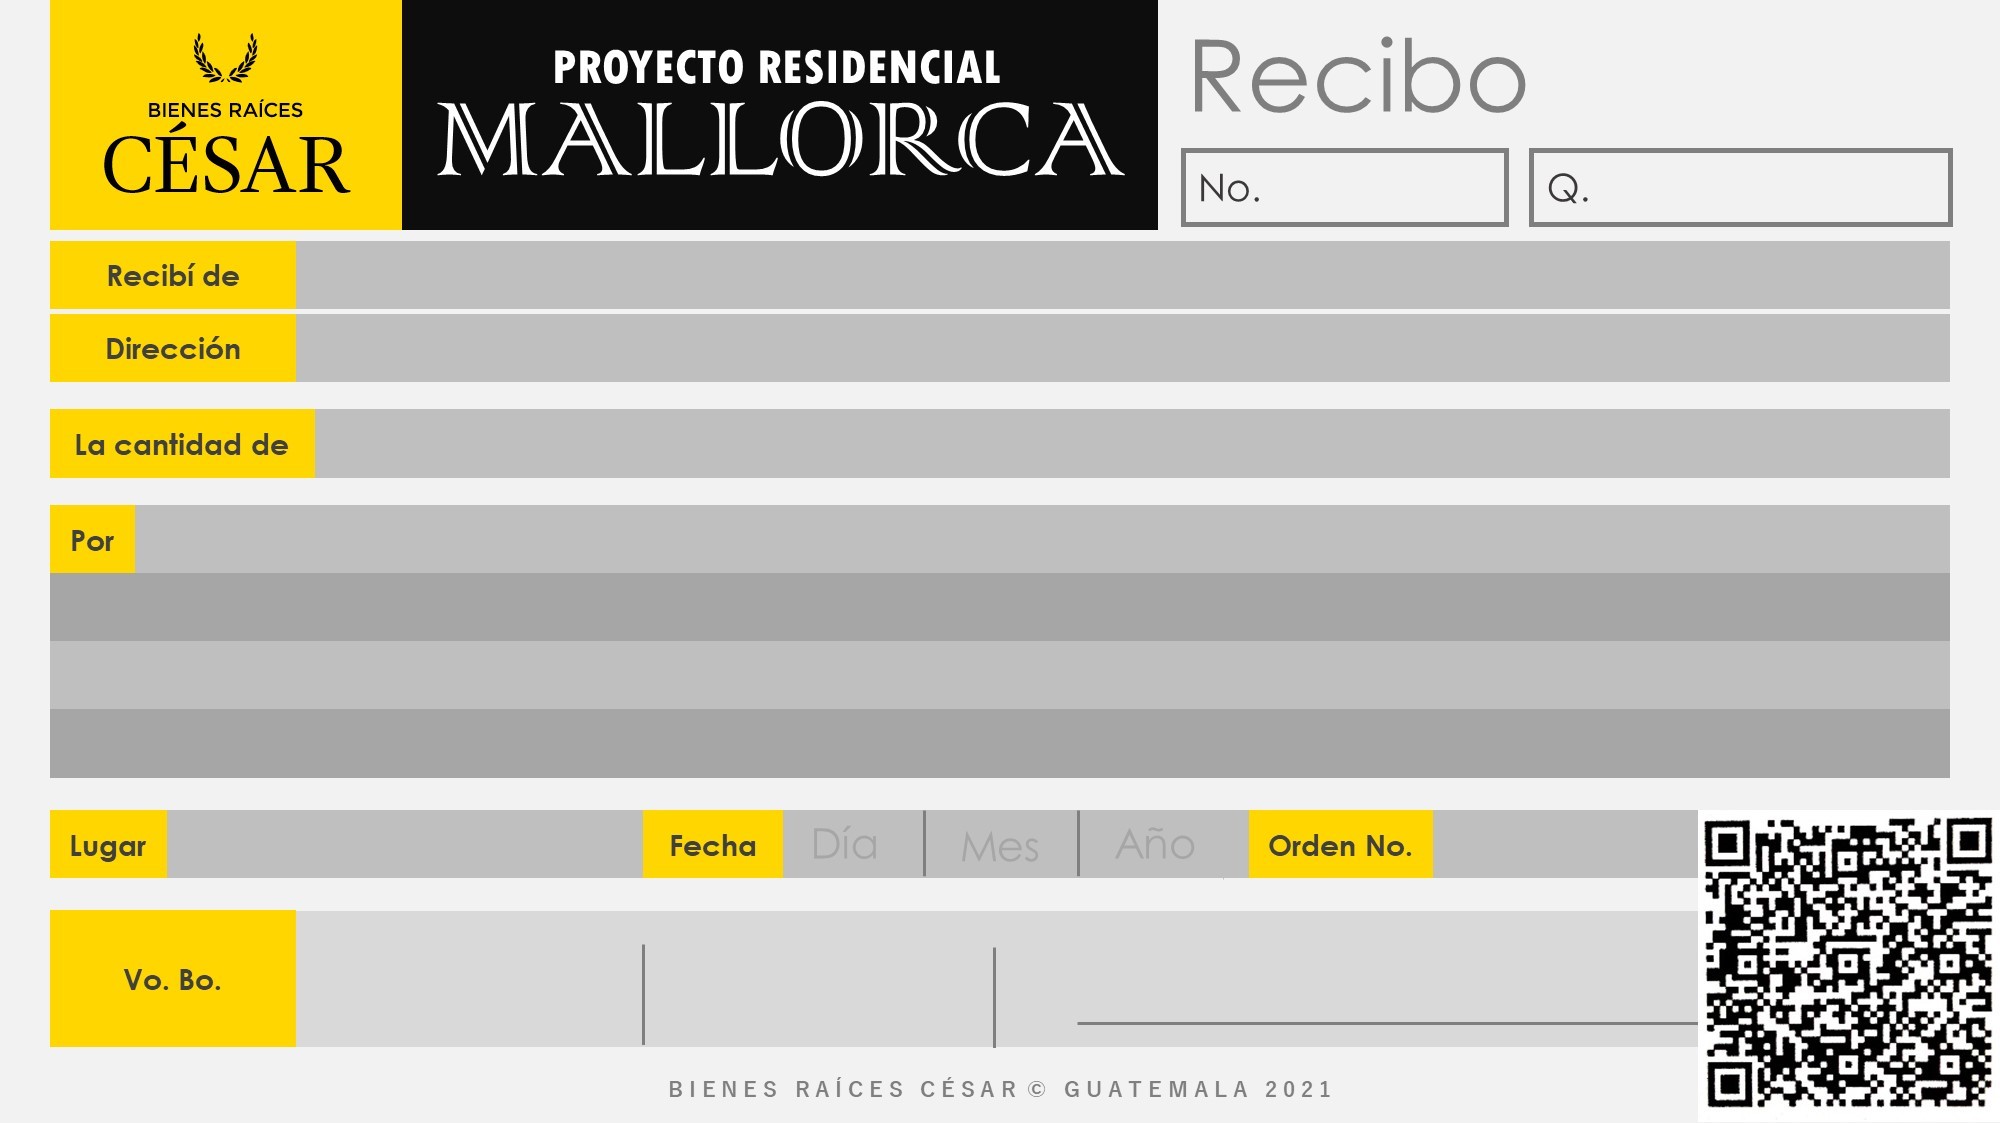 BIENES RAÍCES
CÉSAR
PROYECTO RESIDENCIAL
MALLORCA
Recibo
No.
Q.
Recibí de
Dirección
La cantidad de
Por
Lugar
Fecha
Día
Mes
Año
Orden No.
Vo. Bo.
BIENES RAÍCES CÉSAR © GUATEMALA 2021